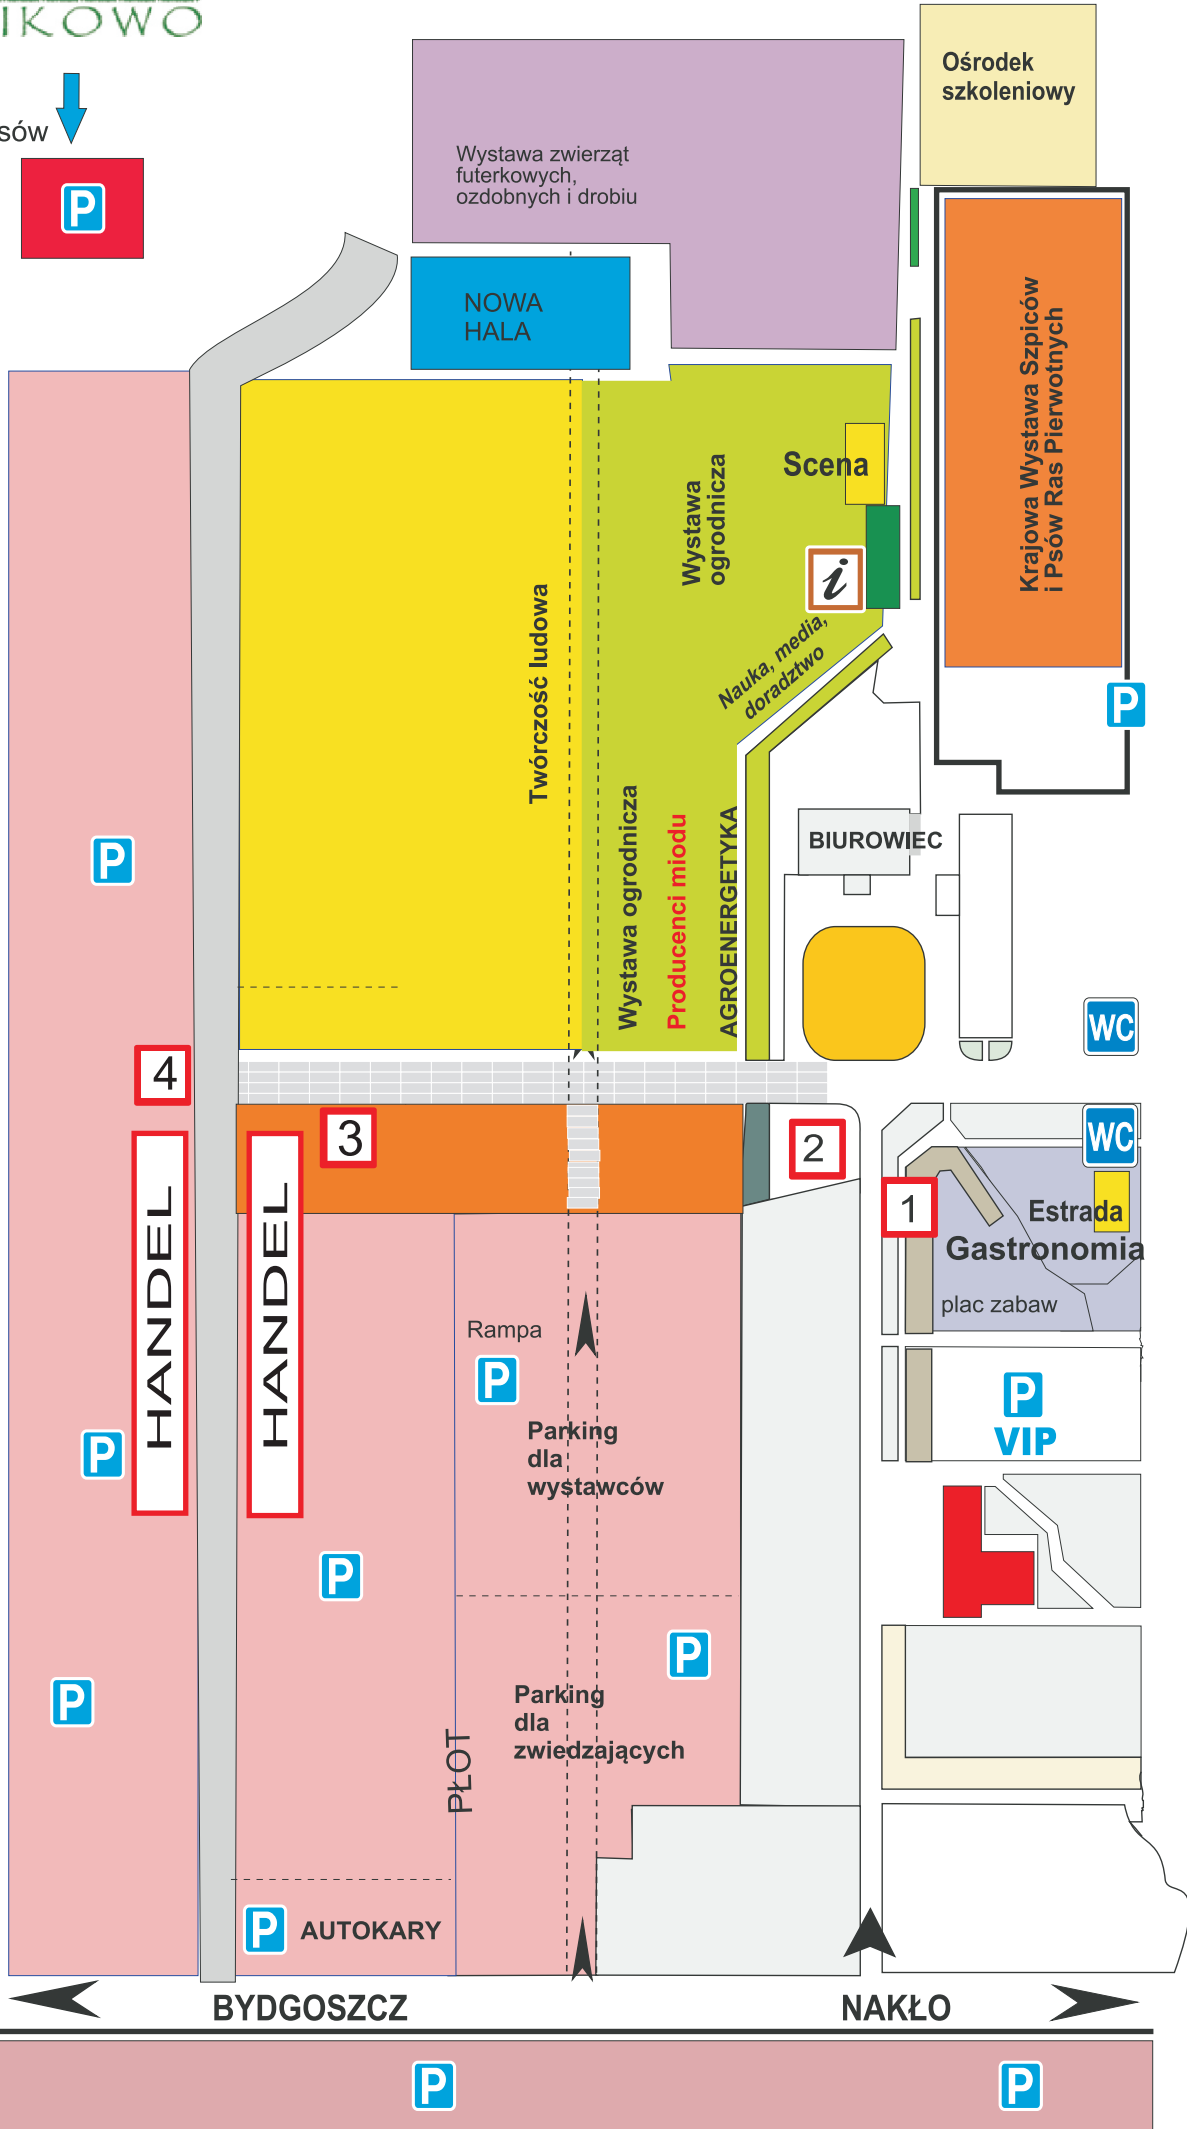 IKOWO
Ośrodek
szkoleniowy
sów
P
Wystawa zwierząt
futerkowych,
ozdobnych i drobiu
NOWA
HALA
Krajowa Wystawa Szpiców
i Psów Ras Pierwotnych
Scena
Wystawa
ogrodnicza
i
Twórczość ludowa
Nauka, media,
doradztwo
P
Wystawa ogrodnicza
Producenci miodu
AGROENERGETYKA
BIUROWIEC
P
WC
4
3
2
WC
1
Estrada
Gastronomia
plac zabaw
HANDEL
HANDEL
Rampa
P
P
VIP
Parking
dla
wystawców
P
P
P
Parking
dla
zwiedzających
P
PŁOT
P
AUTOKARY
BYDGOSZCZ
NAKŁO
P
P